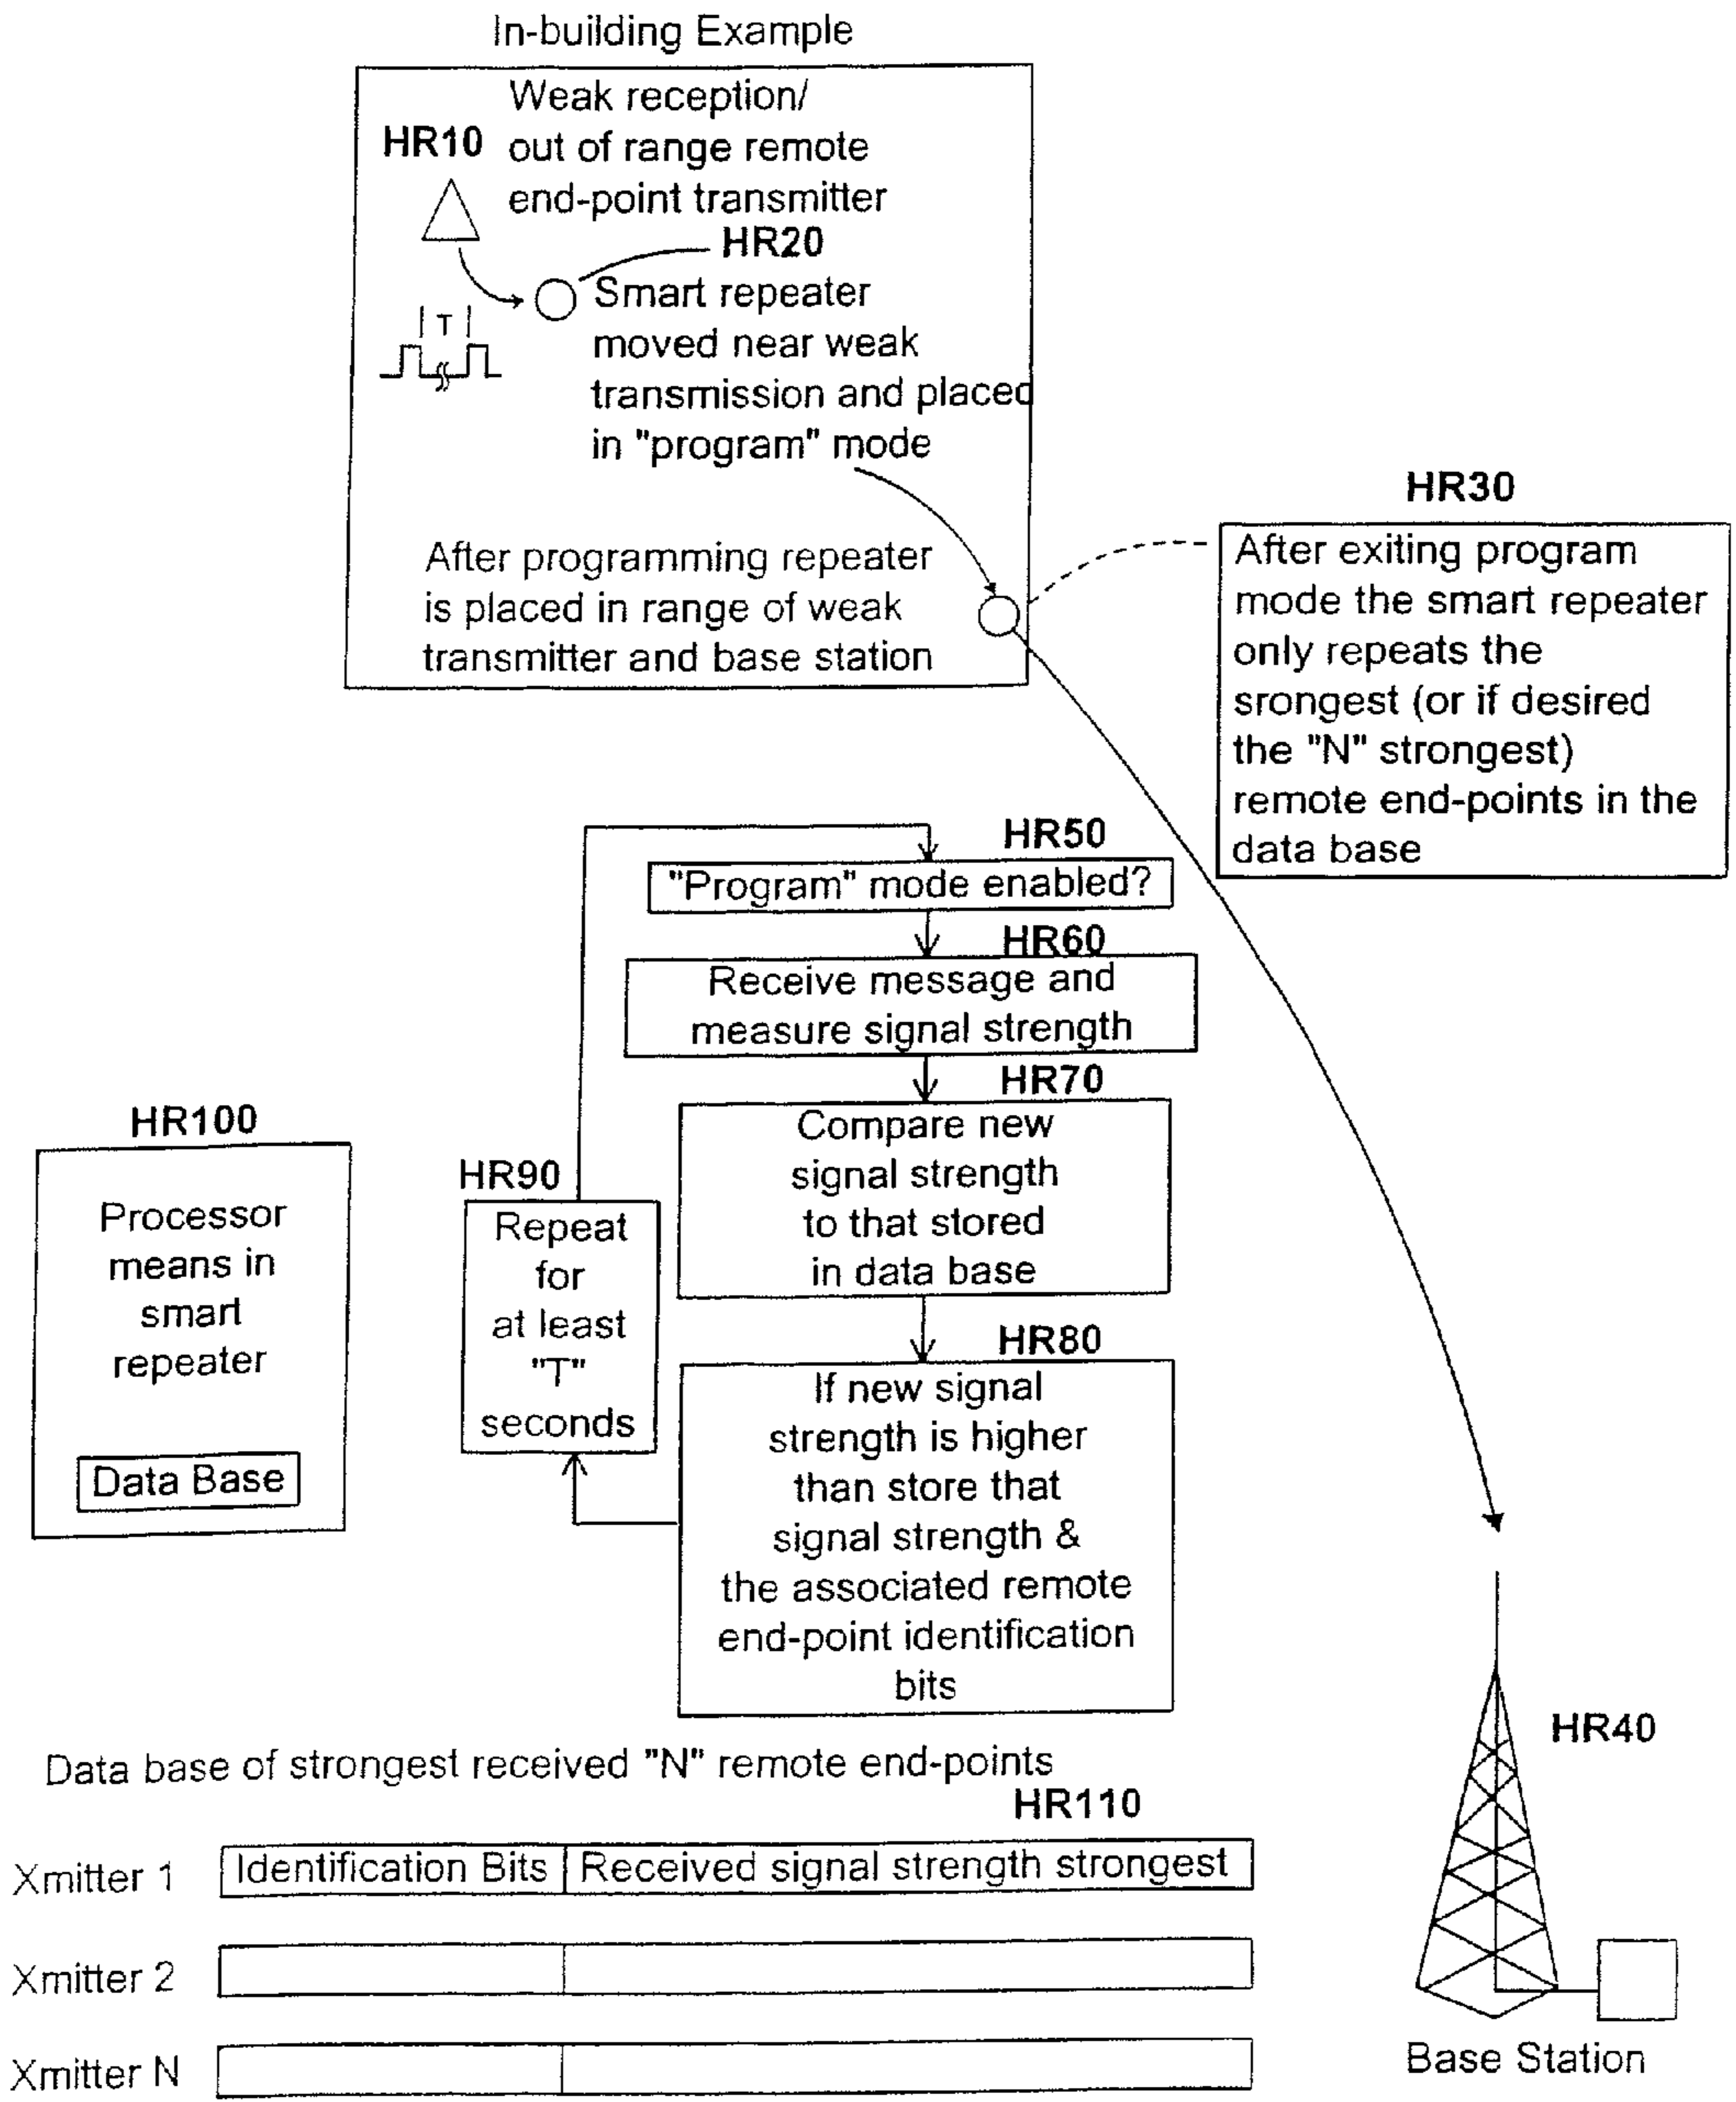 In-building Example
Weak reception/
HR10
out of range remote
end-point transmitter
HR20
T
Smart repeater
moved near weak
transmission and placed
in "program" mode
After programming repeater
is placed in range of weak
transmitter and base station
HR30
After exiting program
mode the smart repeater
only repeats the
srongest (or if desired
the "N" strongest)
remote end-points in the
data base
HR50
"Program" mode enabled?
HR60
Receive message and
measure signal strength
HR70
Compare new
signal strength
to that stored
in data base
HR80
If new signal
strength is higher
than store that
signal strength &
the associated remote
end-point identification
bits
HR90
Repeat
for
at least
"T"
seconds
HR100
Processor
means in
smart
repeater
Data Base
HR40
Base Station
Data base of strongest received "N" remote end-points
HR110
Xmitter 1
Identification Bits
Received signal strength strongest
Xmitter 2
Xmitter N